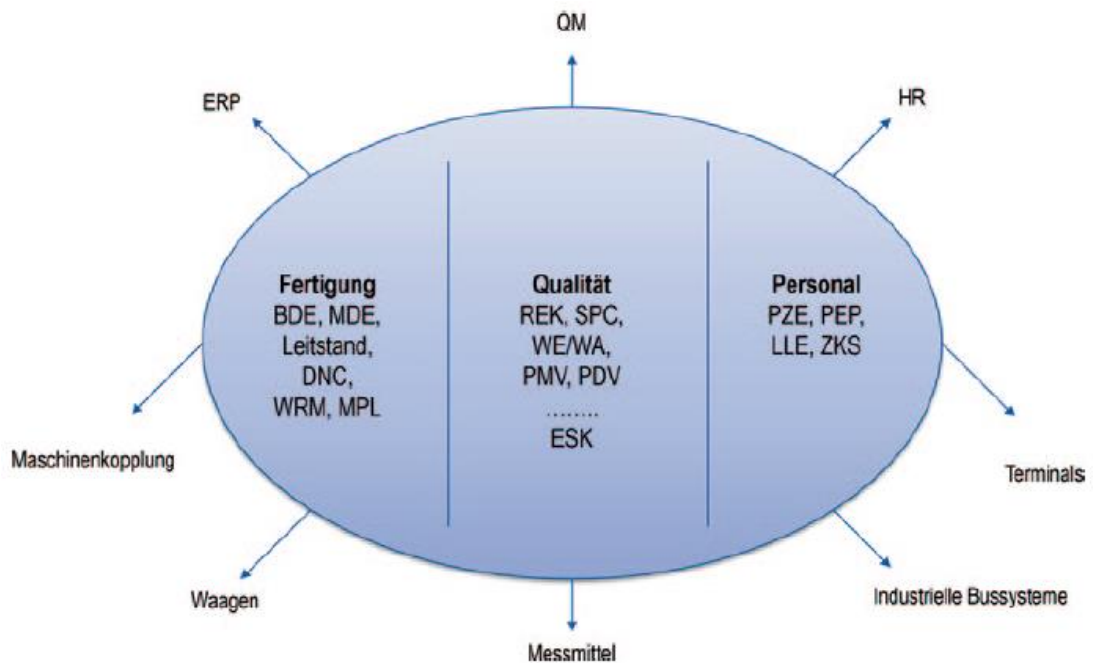 QM
ERP
HR
Fertigung
BDE, MDE,
Leitstand,
DNC,
WRM, MPL
Qualität
REK, SPC,
WE/WA,
PMV, PDV
........
ESK
Personal
PZE, PEP,
LLE, ZKS
Maschinenkopplung
Terminals
Waagen
Industrielle Bussysteme
Messmittel